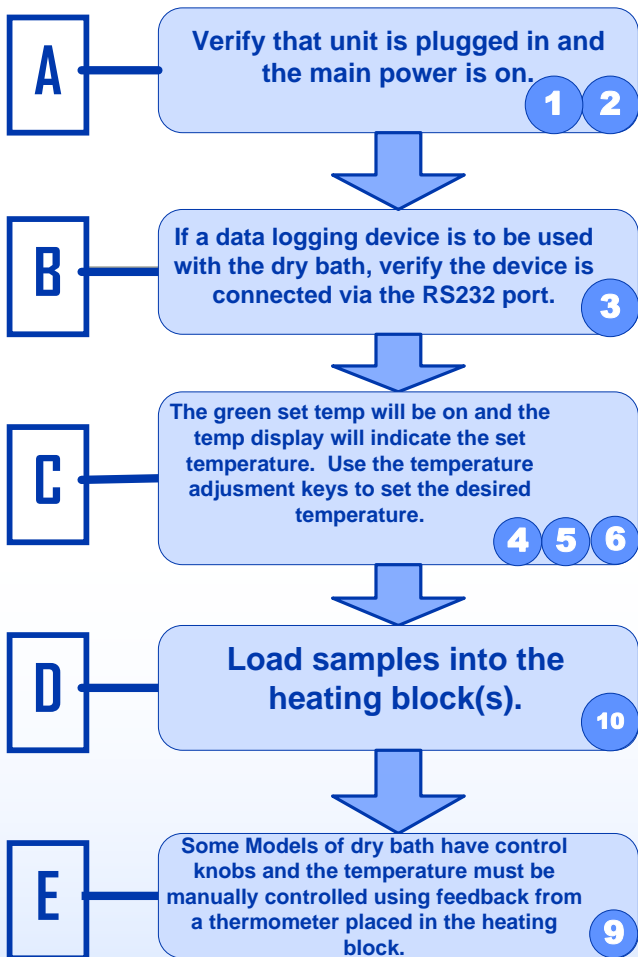 A
Verify that unit is plugged in and
the main power is on.
1 2
B
If a data logging device is to be used
with the dry bath, verify the device is
connected via the RS232 port.
3
C
The green set temp will be on and the
temp display will indicate the set
temperature.  Use the temperature
adjusment keys to set the desired
temperature.
4 5 6
D
Load samples into the
heating block(s).
10
E
Some Models of dry bath have control
knobs and the temperature must be
manually controlled using feedback from
a thermometer placed in the heating
block.
9